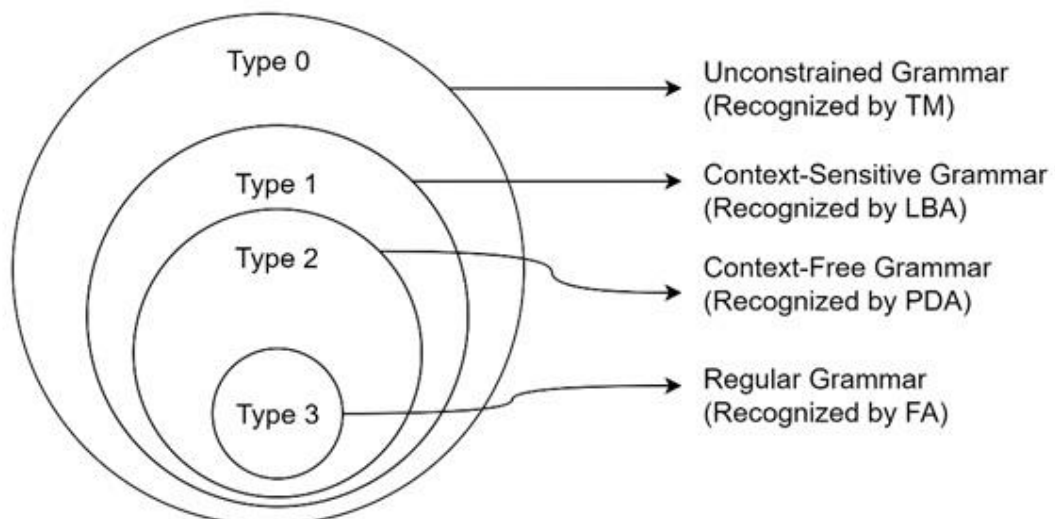 Type 0
Unconstrained Grammar
(Recognized by TM)
Type 1
Context-Sensitive Grammar
(Recognized by LBA)
Type 2
Context-Free Grammar
(Recognized by PDA)
Type 3
Regular Grammar
(Recognized by FA)